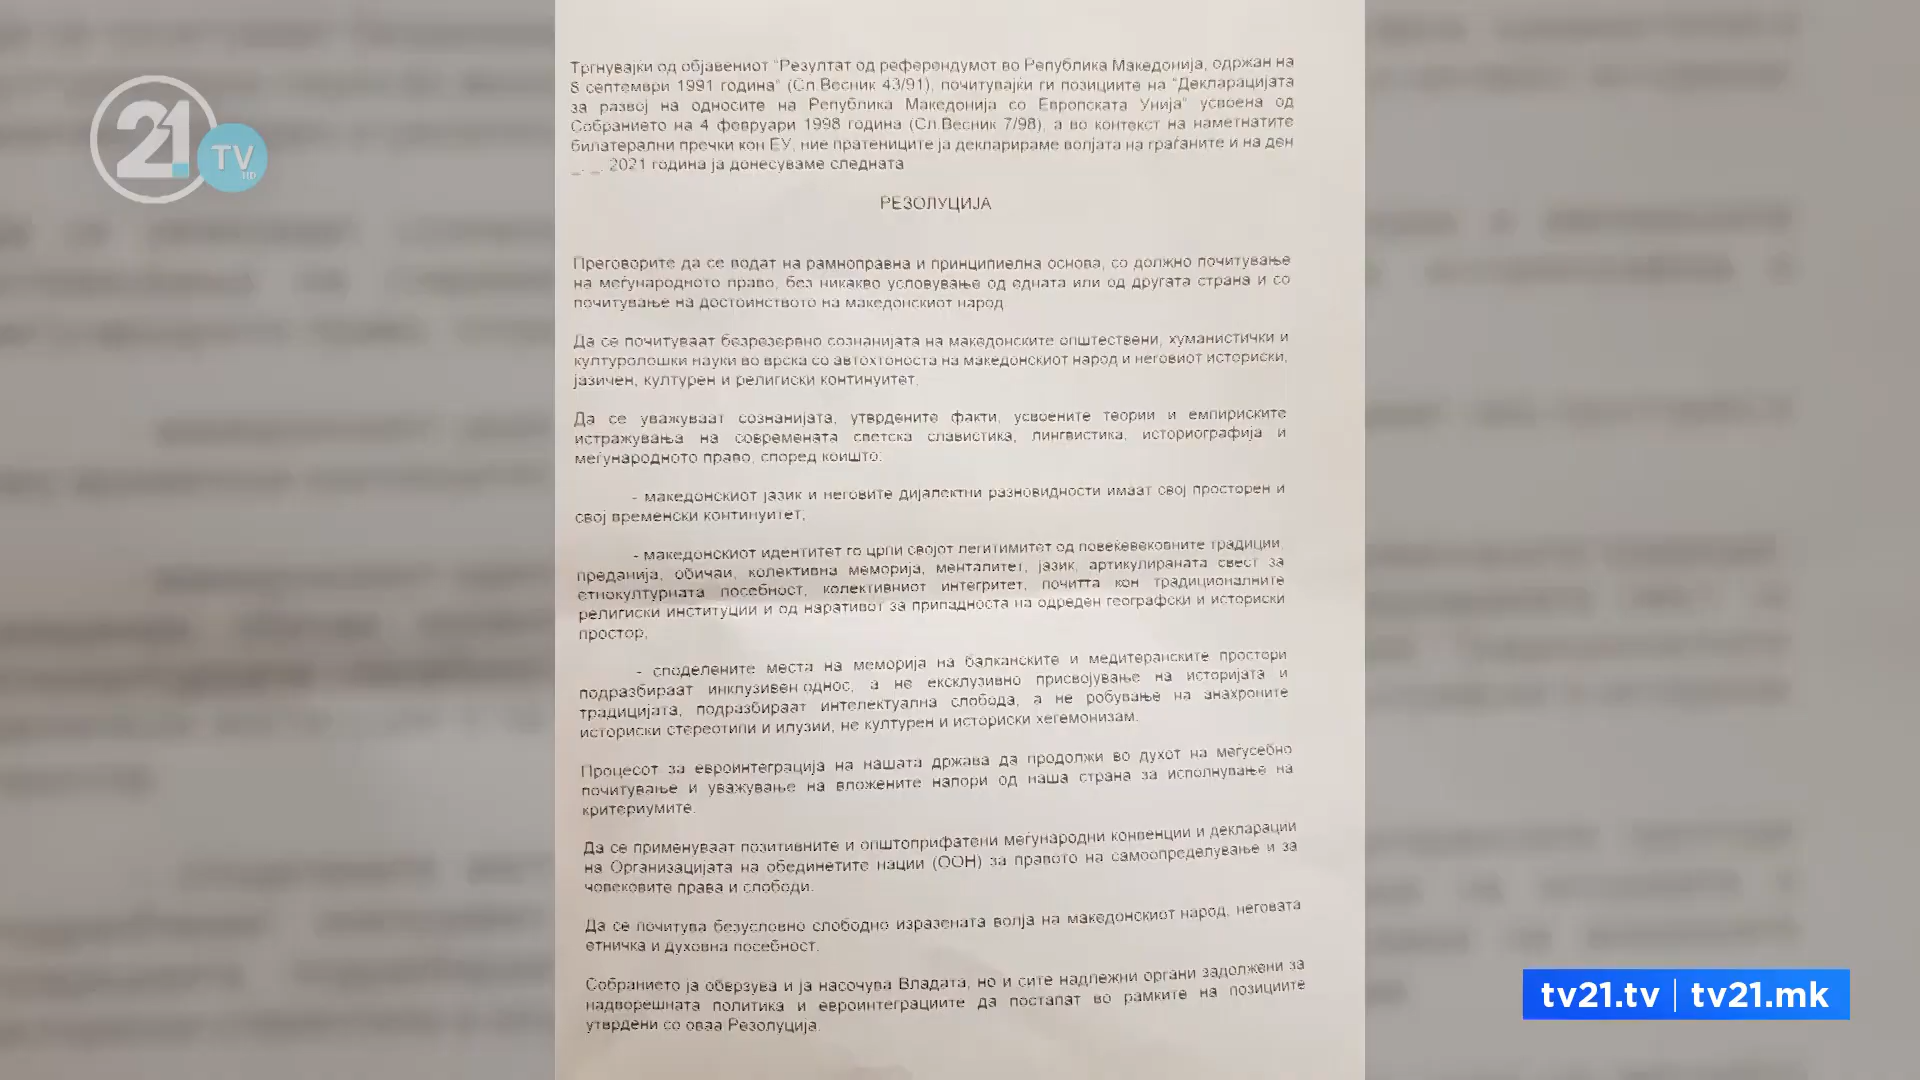 21 TV HD
Тргнувајки од објавениот “Резултат од референдумот во Република Македонија, одржан на
8 септември 1991 година“ (Сл.Весник 43/91), почитувајки ги позициите на “Декларацијата
за развој на односите на Република Македонија со Европската Унија” усвоена од
Собранието на 4 февруари 1998 година (Сл.Весник 7/98), а во контекст на наметнатите
билатерални пречки кон ЕУ, ние пратениците ја декларираме волјата на граѓаните и на ден
_._. 2021 година ја донесуваме следната
РЕЗОЛУЦИЈА
Преговорите да се водат на рамноправна и принципиелна основа, со должно почитување
на меѓународното право, без никакво условување од едната или од другата страна и со
почитување на достоинството на македонскиот народ.
Да се почитуваат безрезервно сознанијата на македонските општествени, хуманистички и
културолошки науки во врска со автохтоноста на македонскиот народ и неговиот историски,
јазичен, културен и религиски континуитет.
Да се уважуваат сознанијата, утврдените факти, усвоените теории и емпириските
истражувања на современата светска славистика, лингвистика, историографија и
меѓународното право, според коишто:
- македонскиот јазик и неговите дијалектни разновидности имаат свој просторен и
свој временски континуитет;
- македонскиот идентитет го црпи својот легитимитет од повеќевековните традиции,
преданија, обичаи, колективна меморија, менталитет, јазик, артикулираната свест за
етнокултурната посебност, колективниот интегритет, почитта кон традиционалните
религиски институции и од наративот за припадноста на одреден географски и историски
простор;
- споделените места на меморија на балканските и медитеранските простори
подразбираат инклузивен однос, а не ексклузивно присвојување на историјата и
традицијата, подразбираат интелектуална слобода, а не робување на анахроните
историски стереотипи и илузии, не културен и историски хегемонизам.
Процесот за евроинтеграција на нашата држава да продолжи во духот на меѓусебно
почитување и уважување на вложените напори од наша страна за исполнување на
критериумите.
Да се применуваат позитивните и општоприфатени меѓународни конвенции и декларации
на Организацијата на обединетите нации (ООН) за правото на самоопределување и за
човековите права и слободи.
Да се почитува безусловно слободно изразената волја на македонскиот народ, неговата
етничка и духовна посебност.
Собранието ја обврзува и ја насочува Владата, но и сите надлежни органи задолжени за
надворешната политика и евроинтеграциите да постапат во рамките на позициите
утврдени со оваа Резолуција.
tv21.tv | tv21.mk